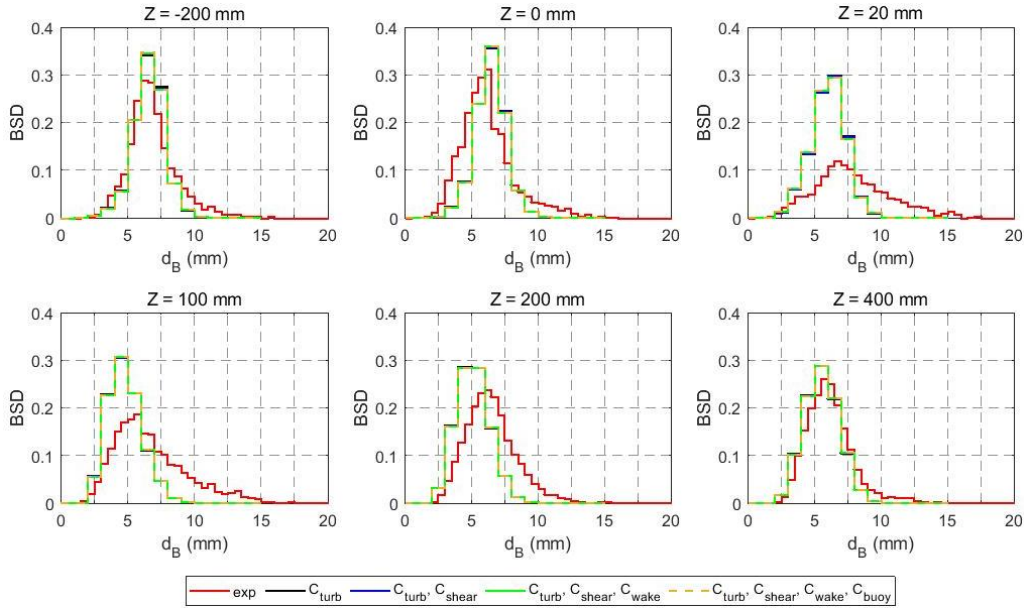 Z = -200 mm
Z = 0 mm
Z = 20 mm
0.4
0.3
0.2
0.1
0
BSD
0 5 10 15 20
d_B (mm)
0.4
0.3
0.2
0.1
0
BSD
0 5 10 15 20
d_B (mm)
0.4
0.3
0.2
0.1
0
BSD
0 5 10 15 20
d_B (mm)
Z = 100 mm
Z = 200 mm
Z = 400 mm
0.4
0.3
0.2
0.1
0
BSD
0 5 10 15 20
d_B (mm)
0.4
0.3
0.2
0.1
0
BSD
0 5 10 15 20
d_B (mm)
0.4
0.3
0.2
0.1
0
BSD
0 5 10 15 20
d_B (mm)
exp C_turb C_turb, C_shear C_turb, C_shear, C_wake C_turb, C_shear, C_wake, C_buoy